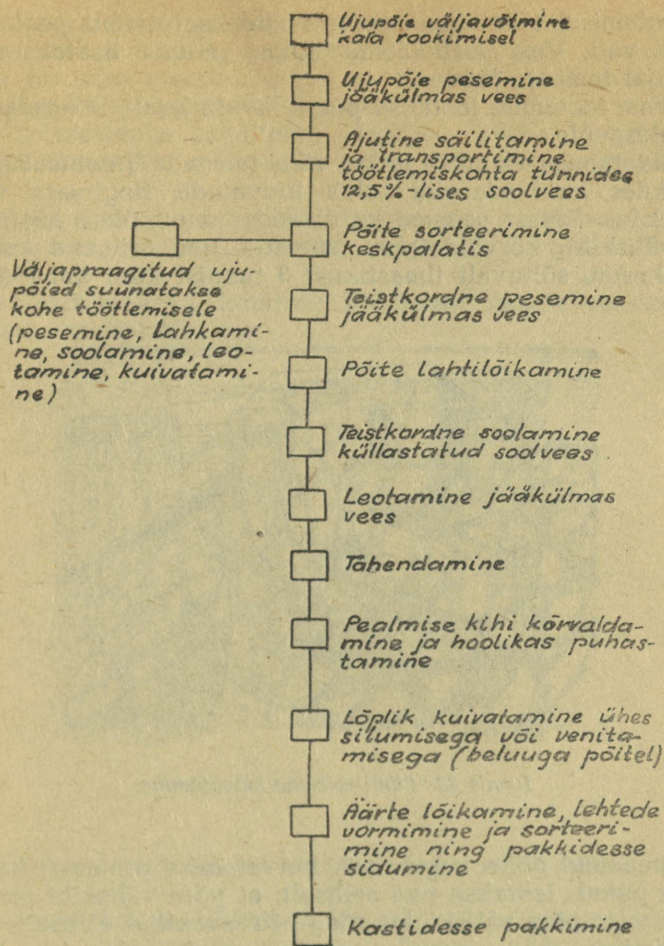 Ujupõie väljavõtmine
kala rookimisel
Ujupõie pesemine
jääkülmas vees
Ajutine säilitamine
ja transportimine
töötlemiskohta tünnides
12,5%-lises soolvees
Põite sorteerimine
keskpalatis
Väljapraagitud uju-
põied suunatakse
kohe töötlemisele
(pesemine, lahkami-
ne, soolamine, leo-
tamine, kuivatami-
ne)
Teistkordne pesemine
jääkülmas vees
Põite lahtilõikamine
Teistkordne soolamine
küllastatud soolvees
Leotamine jääkülmas
vees
Tähendamine
Pealmise kihi kõrvalda-
mine ja hoolikas puhas-
tamine
Lõplik kuivatamine ühes
silumisega või venita-
misega (beluuga põitel)
Äärte lõikamine, lehtede
vormimine ja sorteeri-
mine ning pakkidesse
sidumine
Kastidesse pakkimine